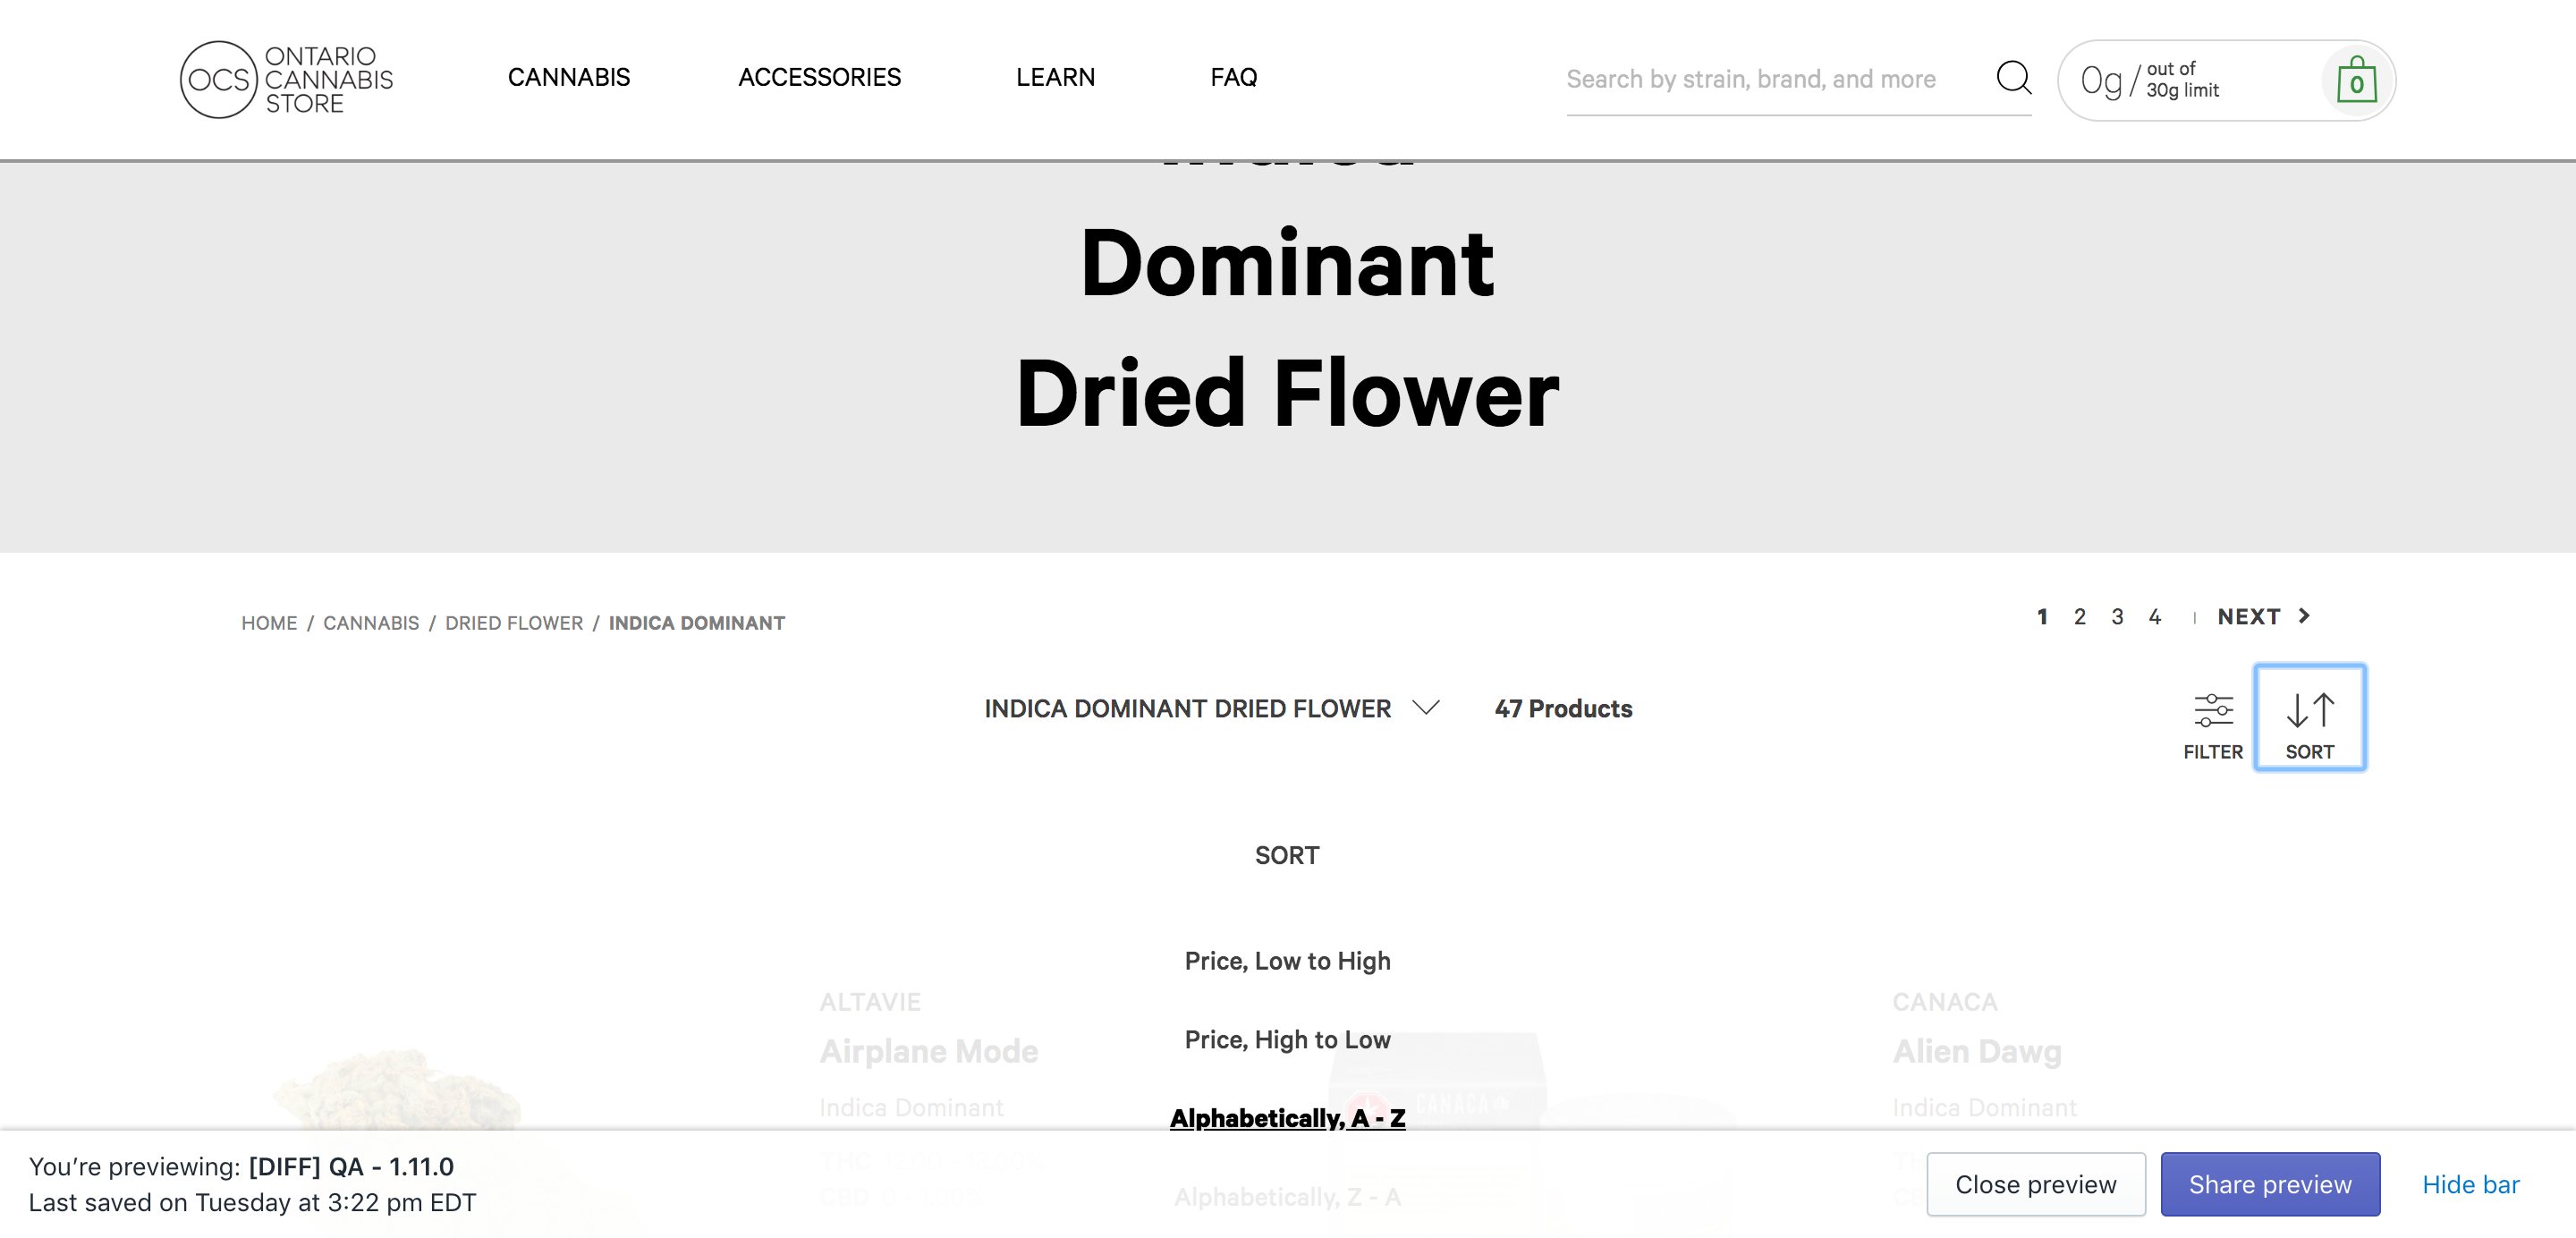 OCS
ONTARIO
CANNABIS
STORE
CANNABIS
ACCESSORIES
LEARN
FAQ
Search by strain, brand, and more
0g/
out of
30g limit
0
Dominant
Dried Flower
HOME / CANNABIS / DRIED FLOWER / INDICA DOMINANT
1 2 3 4 | NEXT >
INDICA DOMINANT DRIED FLOWER
47 Products
FILTER
SORT
SORT
Price, Low to High
Price, High to Low
Alphabetically, A - Z
Alphabetically, Z - A
ALTAVIE
Airplane Mode
Indica Dominant
CANACA
CANACA
Alien Dawg
Indica Dominant
You're previewing: [DIFF] QA - 1.11.0
Last saved on Tuesday at 3:22 pm EDT
Close preview
Share preview
Hide bar